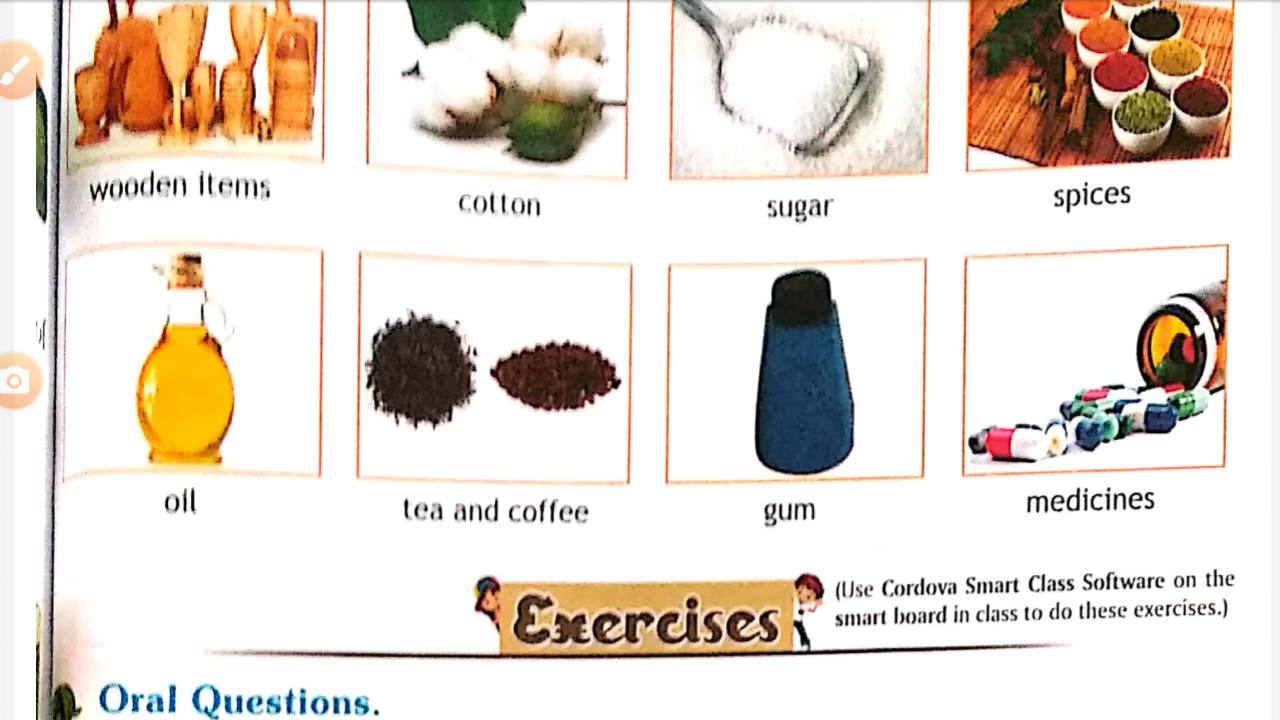 wooden items
cotton
sugar
spices
oil
tea and coffee
gum
medicines
Exercises
(Use Cordova Smart Class Software on the
smart board in class to do these exercises.)
Oral Questions.